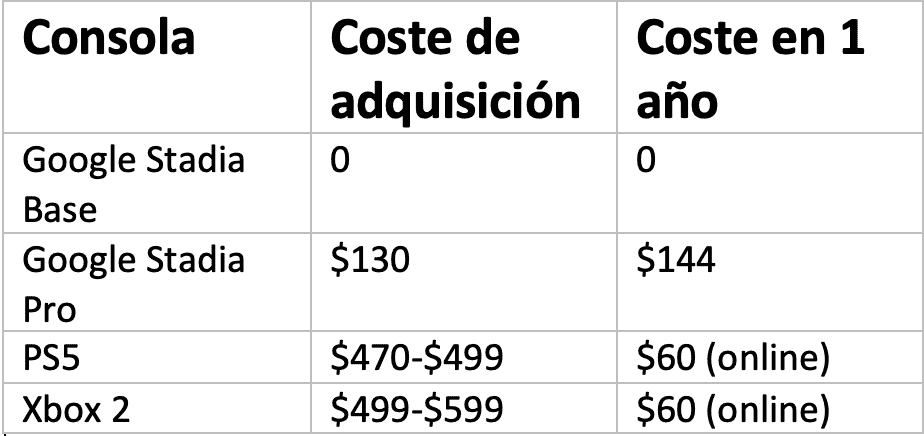 Consola
Coste de
adquisición
Coste en 1
año
Google Stadia
Base
0
0
Google Stadia
Pro
$130
$144
PS5
$470-$499
$60 (online)
Xbox 2
$499-$599
$60 (online)